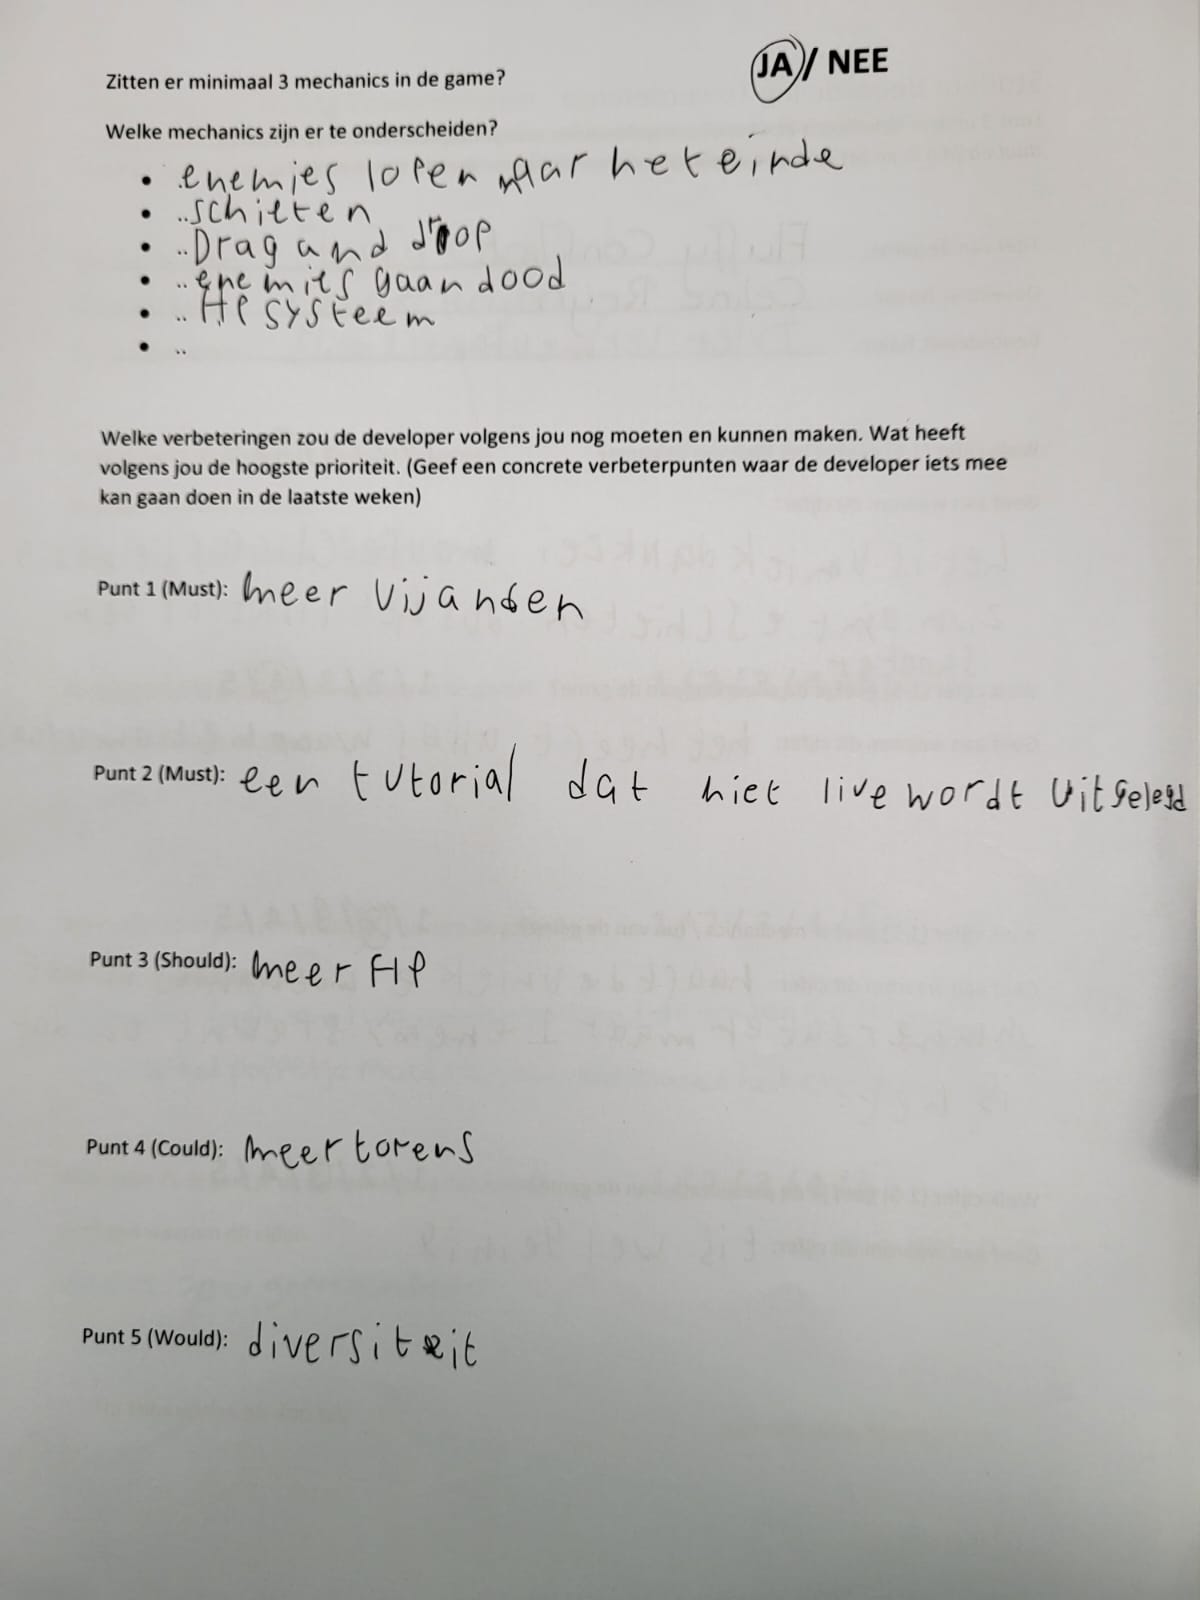 Zitten er minimaal 3 mechanics in de game? JA / NEE
Welke mechanics zijn er te onderscheiden?
• .enemies lopen naar het einde
• ..schieten
• ..Drag and drop
• ..enemies gaan dood
• .. HP systeem
• ..
Welke verbeteringen zou de developer volgens jou nog moeten en kunnen maken. Wat heeft
volgens jou de hoogste prioriteit. (Geef een concrete verbeterpunten waar de developer iets mee
kan gaan doen in de laatste weken)
Punt 1 (Must): meer vijanden
Punt 2 (Must): een tutorial dat niet live wordt uitgelegd
Punt 3 (Should): meer HP
Punt 4 (Could): meer torens
Punt 5 (Would): diversiteit